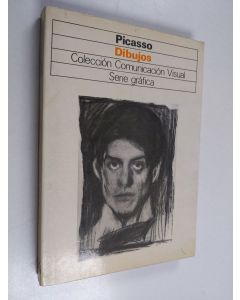 Picasso
Dibujos
Colección Comunicación Visual
Serie gráfica